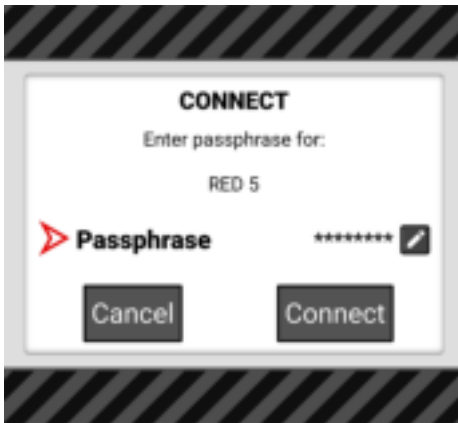 CONNECT
Enter passphrase for:
RED 5
Passphrase ********
Cancel Connect